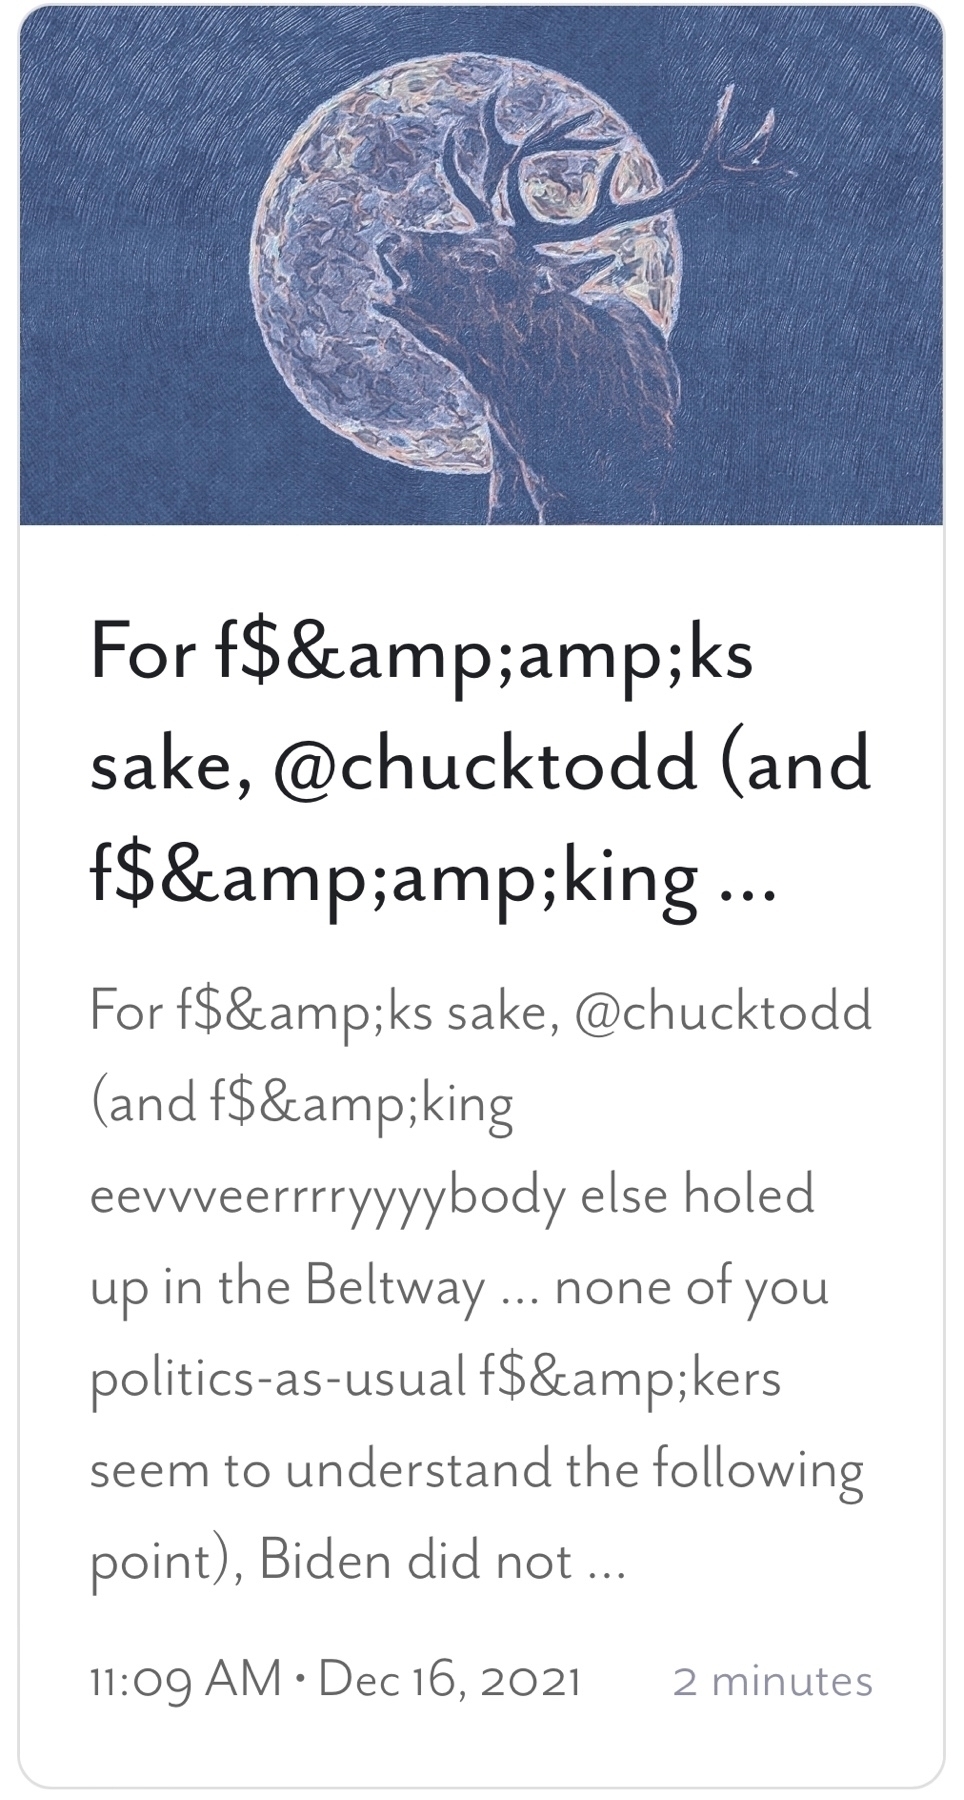 For f$&amp;amp;ks
sake, @chucktodd (and
f$&amp;amp;king ...
For f$&amp;ks sake, @chucktodd
(and f$&amp;king
eevvveerrrryyyybody else holed
up in the Beltway ... none of you
politics-as-usual f$&amp;kers
seem to understand the following
point), Biden did not ...
11:09 AM • Dec 16, 2021 2 minutes